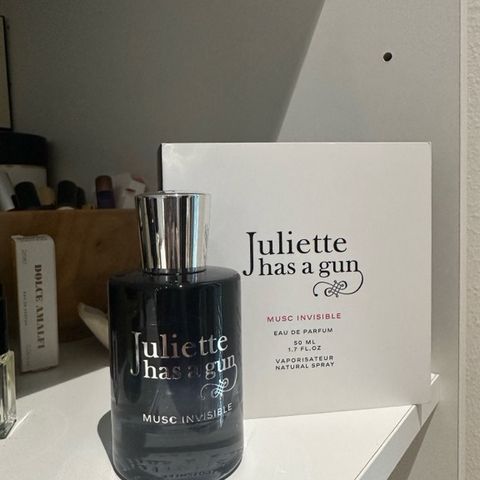 Juliette
has a gun
MUSC INVISIBLE
EAU DE PARFUM
50 ML
1.7 FL.OZ
VAPORISATEUR
NATURAL SPRAY
Juliette
has a gun
MUSC INVISIBLE
DOLCE AMALFI